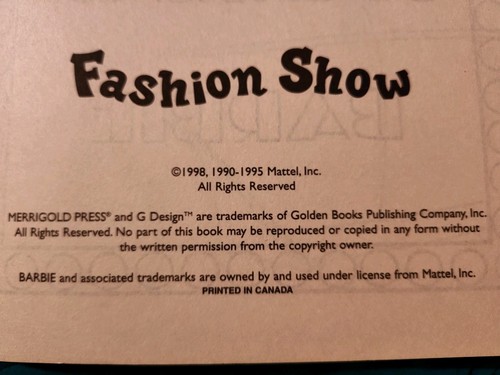 Fashion Show
©1998, 1990-1995 Mattel, Inc.
All Rights Reserved
MERRIGOLD PRESS® and G Design™ are trademarks of Golden Books Publishing Company, Inc.
All Rights Reserved. No part of this book may be reproduced or copied in any form without
the written permission from the copyright owner.
BARBIE and associated trademarks are owned by and used under license from Mattel, Inc.
PRINTED IN CANADA